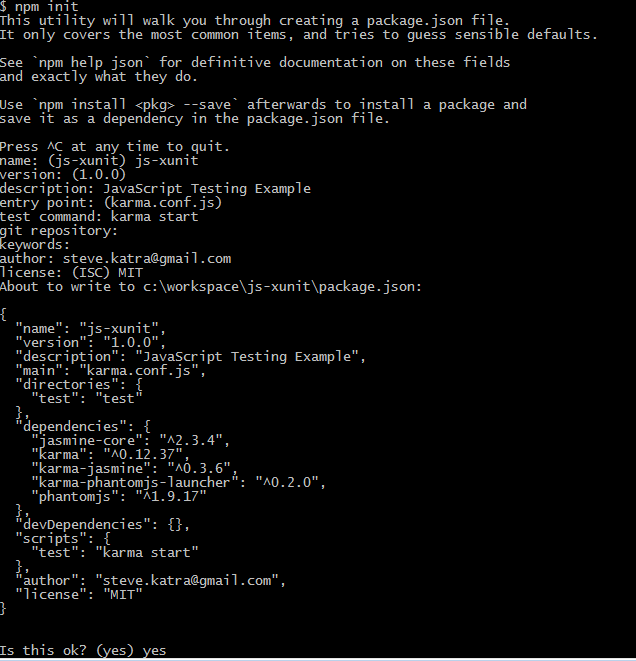 $ npm init
This utility will walk you through creating a package.json file.
It only covers the most common items, and tries to guess sensible defaults.
See `npm help json` for definitive documentation on these fields
and exactly what they do.
Use `npm install <pkg> --save` afterwards to install a package and
save it as a dependency in the package.json file.
Press ^C at any time to quit.
name: (js-xunit) js-xunit
version: (1.0.0)
description: JavaScript Testing Example
entry point: (karma.conf.js)
test command: karma start
git repository:
keywords:
author: steve.katra@gmail.com
license: (ISC) MIT
About to write to c:\workspace\js-xunit\package.json:
{
  "name": "js-xunit",
  "version": "1.0.0",
  "description": "JavaScript Testing Example",
  "main": "karma.conf.js",
  "directories": {
    "test": "test"
  },
  "dependencies": {
    "jasmine-core": "^2.3.4",
    "karma": "^0.12.37",
    "karma-jasmine": "^0.3.6",
    "karma-phantomjs-launcher": "^0.2.0",
    "phantomjs": "^1.9.17"
  },
  "devDependencies": {},
  "scripts": {
    "test": "karma start"
  },
  "author": "steve.katra@gmail.com",
  "license": "MIT"
}
Is this ok? (yes) yes